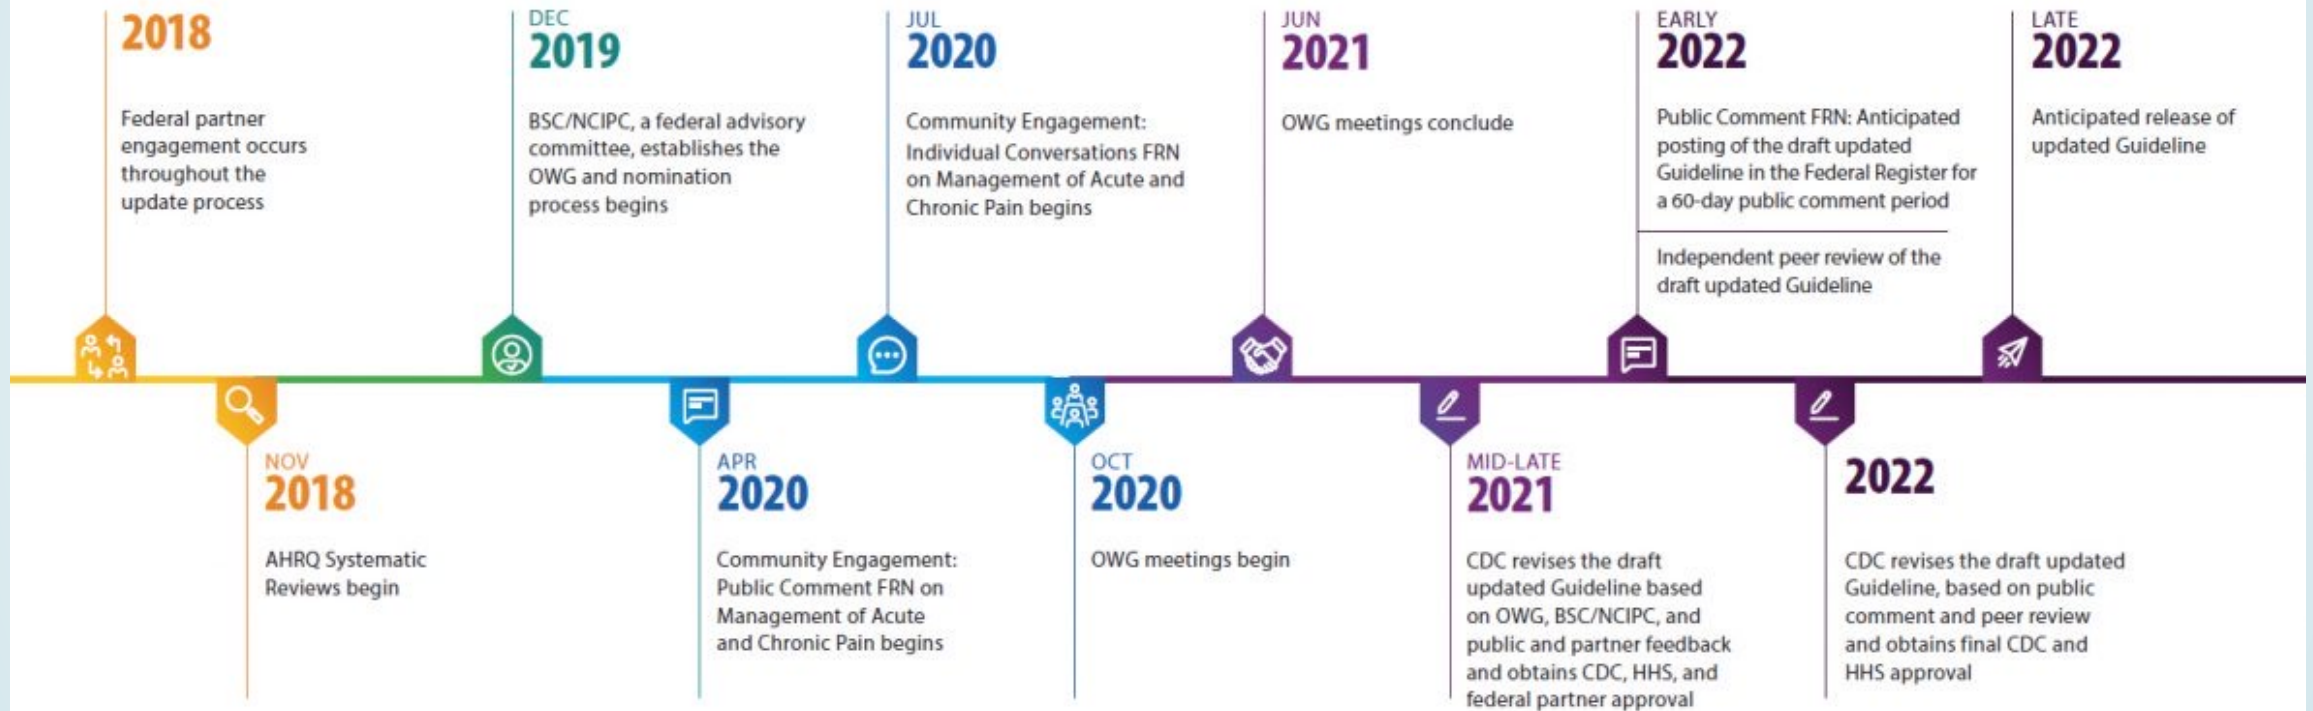 2018
Federal partner
engagement occurs
throughout the
update process
NOV
2018
AHRQ Systematic
Reviews begin
DEC
2019
BSC/NCIPC, a federal advisory
committee, establishes the
OWG and nomination
process begins
APR
2020
Community Engagement:
Public Comment FRN on
Management of Acute
and Chronic Pain begins
JUL
2020
Community Engagement:
Individual Conversations FRN
on Management of Acute and
Chronic Pain begins
OCT
2020
OWG meetings begin
JUN
2021
OWG meetings conclude
MID-LATE
2021
CDC revises the draft
updated Guideline based
on OWG, BSC/NCIPC, and
public and partner feedback
and obtains CDC, HHS, and
federal partner approval
EARLY
2022
Public Comment FRN: Anticipated
posting of the draft updated
Guideline in the Federal Register for
a 60-day public comment period
Independent peer review of the
draft updated Guideline
2022
CDC revises the draft updated
Guideline, based on public
comment and peer review
and obtains final CDC and
HHS approval
LATE
2022
Anticipated release of
updated Guideline